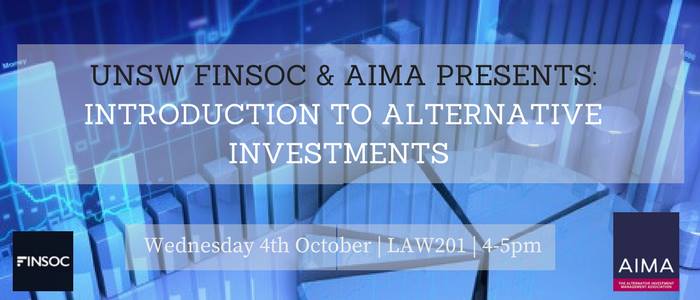 Money
UNSW FINSOC & AIMA PRESENTS:
INTRODUCTION TO ALTERNATIVE
INVESTMENTS
Wednesday 4th October | LAW201 | 4-5pm
FINSOC
AIMA
THE ALTERNATIVE INVESTMENT
MANAGEMENT ASSOCIATION